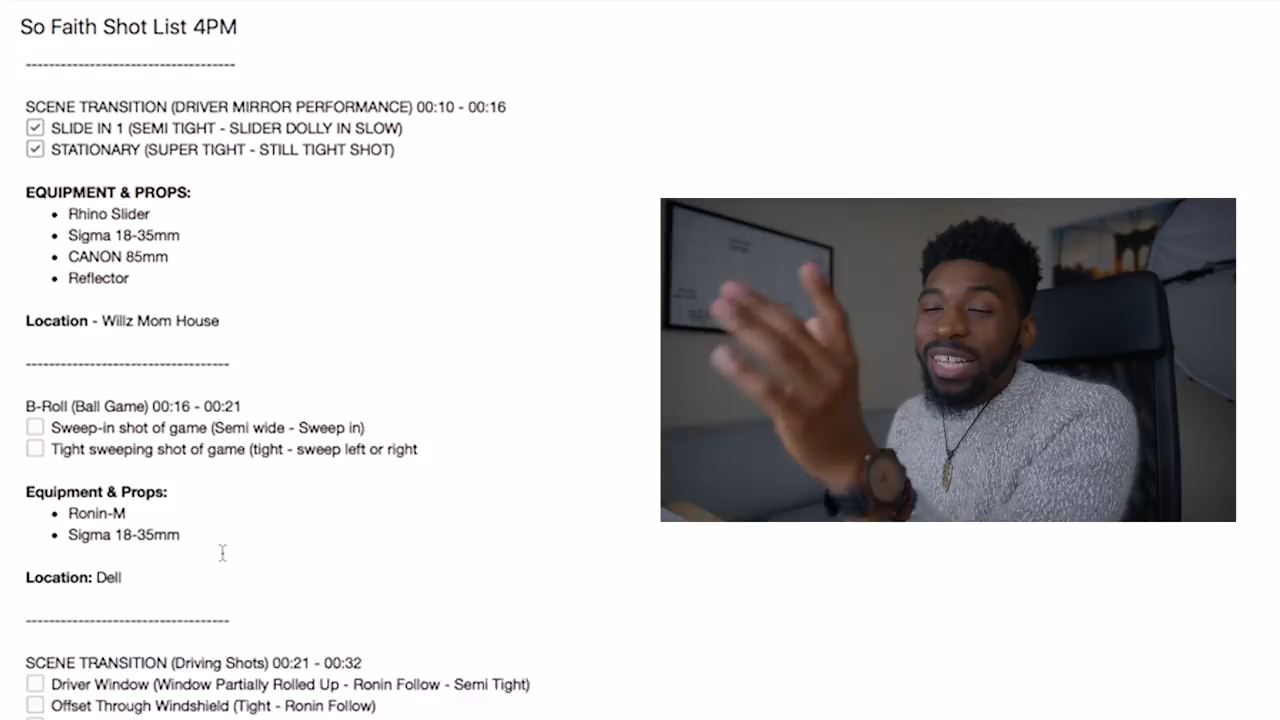 So Faith Shot List 4PM
------------------------------------
SCENE TRANSITION (DRIVER MIRROR PERFORMANCE) 00:10 - 00:16
SLIDE IN 1 (SEMI TIGHT - SLIDER DOLLY IN SLOW)
STATIONARY (SUPER TIGHT - STILL TIGHT SHOT)
EQUIPMENT & PROPS:
• Rhino Slider
• Sigma 18-35mm
• CANON 85mm
• Reflector
Location - Willz Mom House
-----------------------------------
B-Roll (Ball Game) 00:16 - 00:21
Sweep-in shot of game (Semi wide - Sweep in)
Tight sweeping shot of game (tight - sweep left or right
Equipment & Props:
• Ronin-M
• Sigma 18-35mm
Location: Dell
-----------------------------------
SCENE TRANSITION (Driving Shots) 00:21 - 00:32
Driver Window (Window Partially Rolled Up - Ronin Follow - Semi Tight)
Offset Through Windshield (Tight - Ronin Follow)